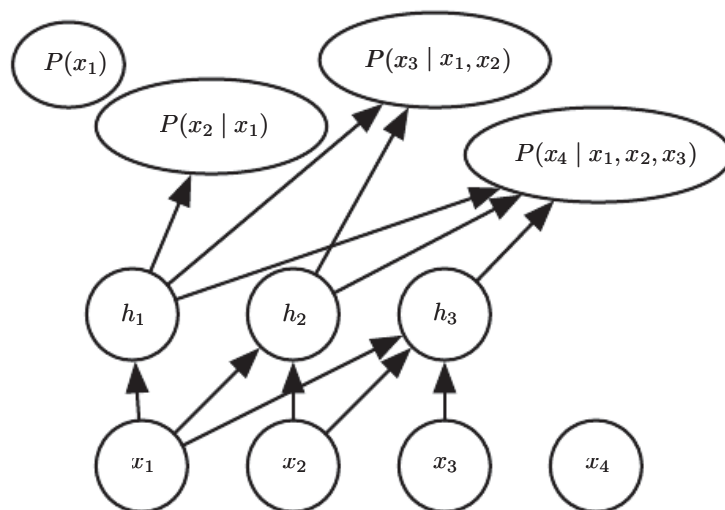 P(x₁)
P(x₃ | x₁, x₂)
P(x₂ | x₁)
P(x₄ | x₁, x₂, x₃)
h₁
h₂
h₃
x₁
x₂
x₃
x₄